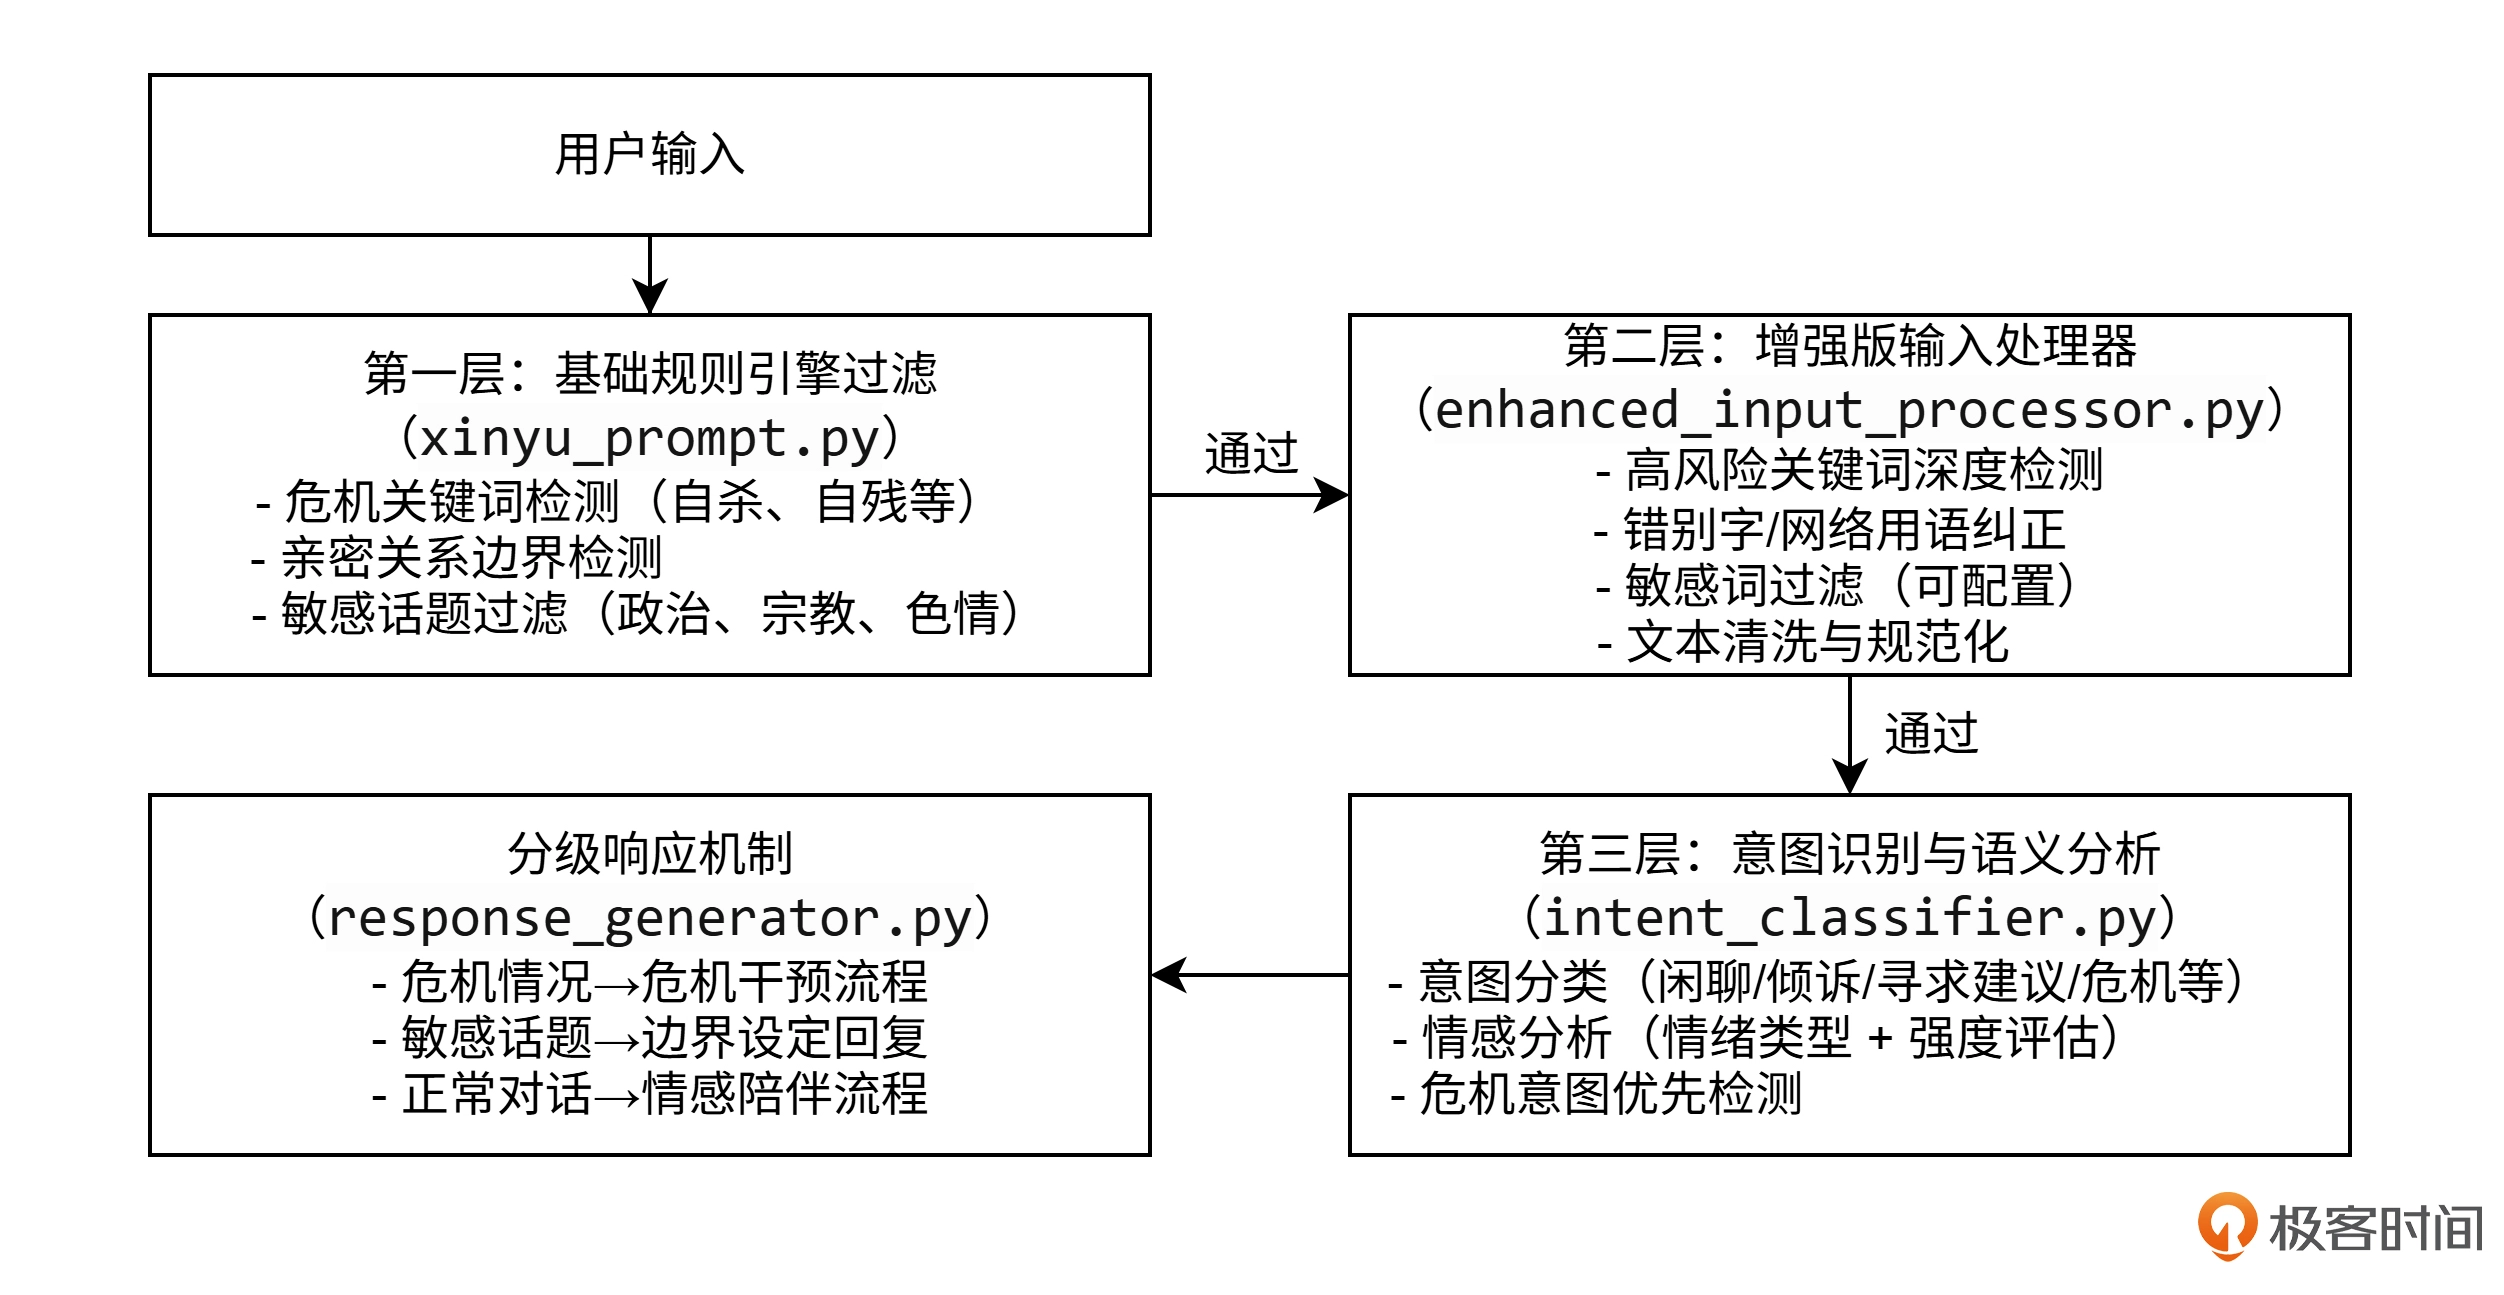 用户输入
第一层：基础规则引擎过滤
（xinyu_prompt.py）
- 危机关键词检测（自杀、自残等）
- 亲密关系边界检测
- 敏感话题过滤（政治、宗教、色情）
通过
第二层：增强版输入处理器
（enhanced_input_processor.py）
- 高风险关键词深度检测
- 错别字/网络用语纠正
- 敏感词过滤（可配置）
- 文本清洗与规范化
通过
第三层：意图识别与语义分析
（intent_classifier.py）
- 意图分类（闲聊/倾诉/寻求建议/危机等）
- 情感分析（情绪类型 + 强度评估）
- 危机意图优先检测
分级响应机制
（response_generator.py）
- 危机情况→危机干预流程
- 敏感话题→边界设定回复
- 正常对话→情感陪伴流程
极客时间